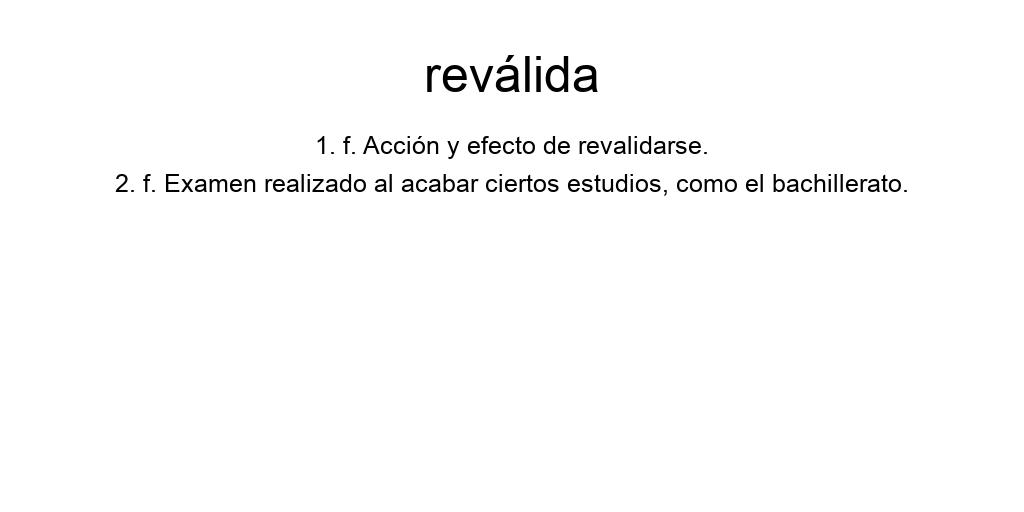 reválida
1. f. Acción y efecto de revalidarse.
2. f. Examen realizado al acabar ciertos estudios, como el bachillerato.